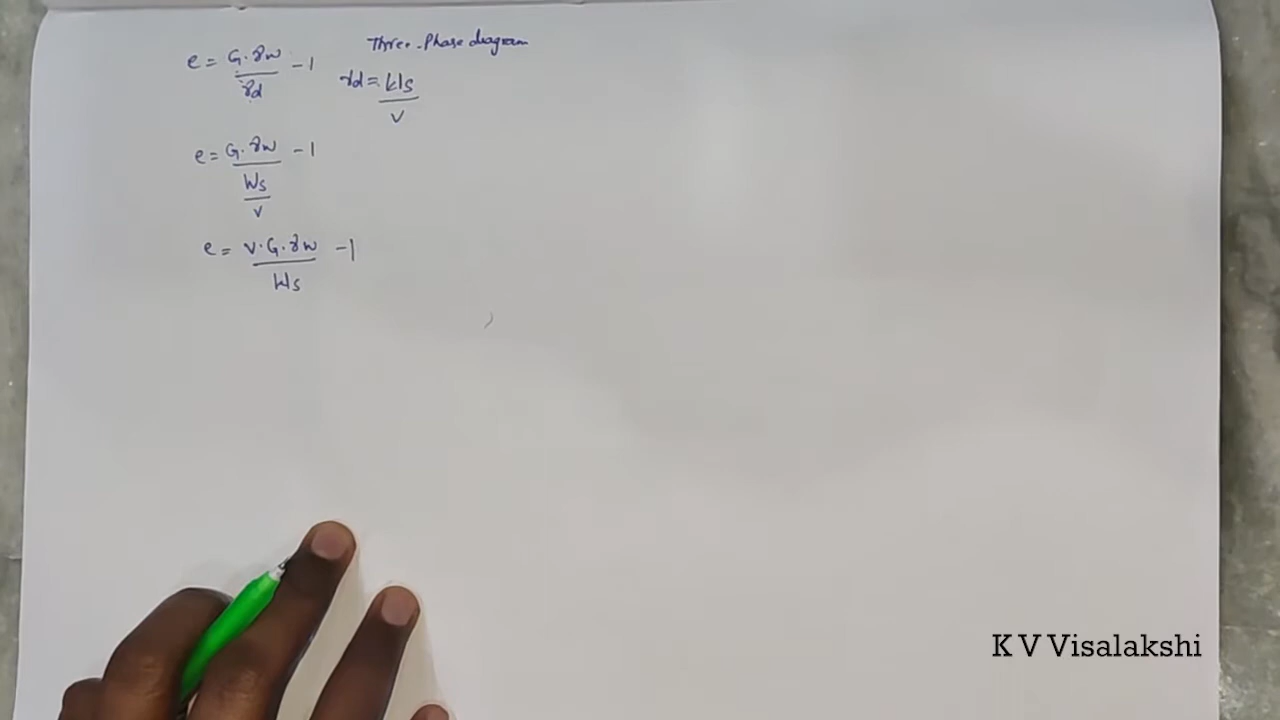 e = G.γw / γd - 1
Three-Phase diagram
γd = Ws / V
e = G.γw / Ws / V - 1
e = V.G.γw / Ws - 1
K V Visalakshi